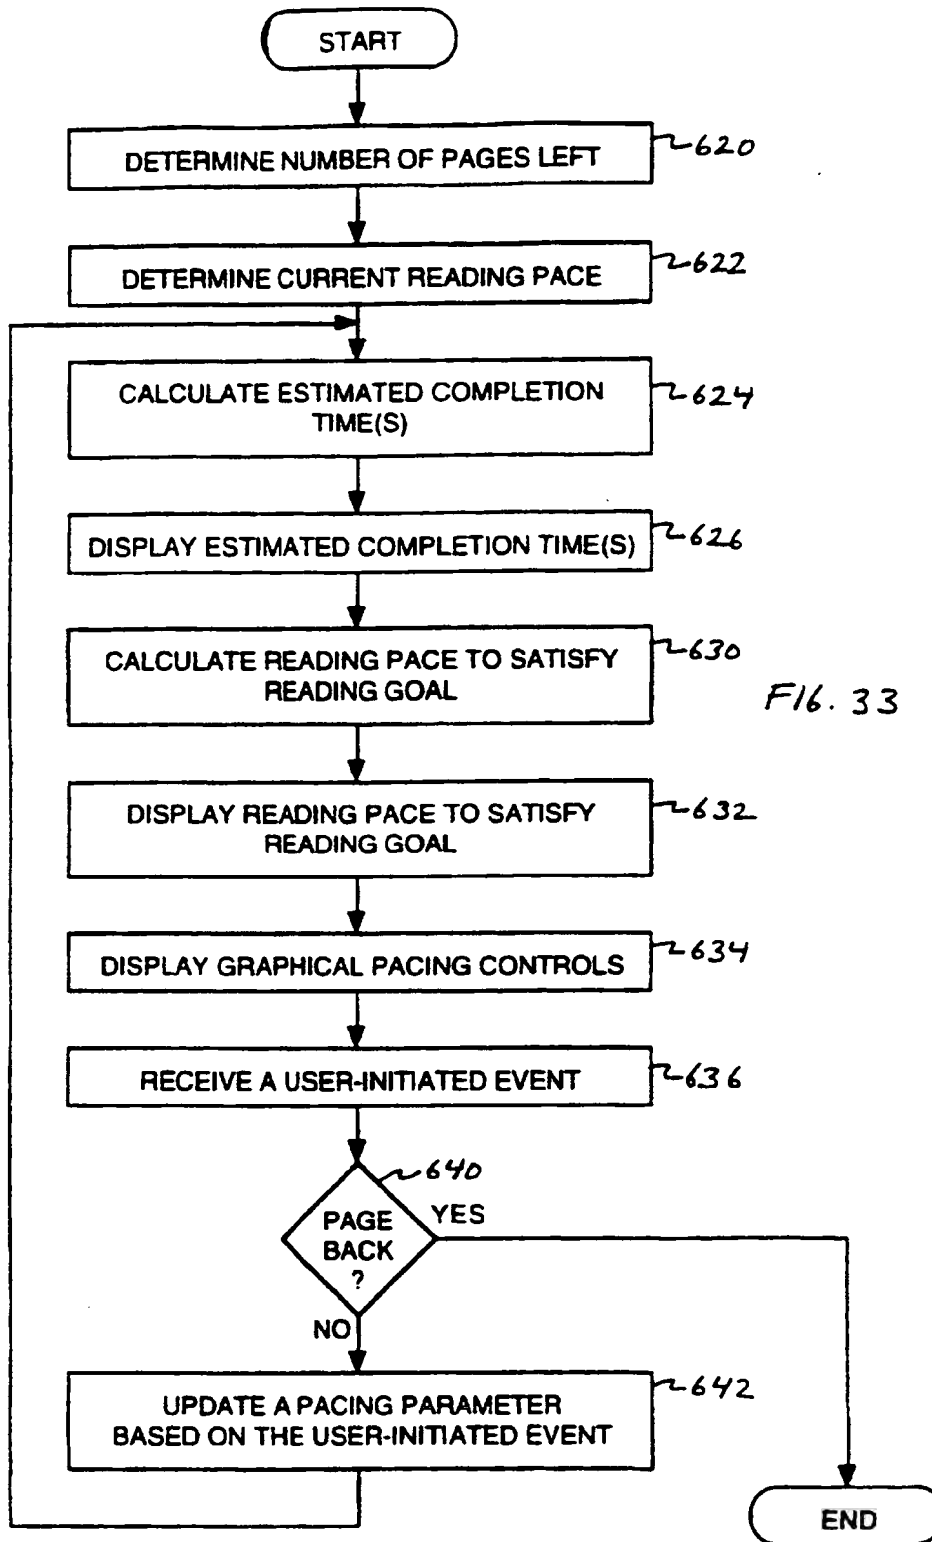 START
DETERMINE NUMBER OF PAGES LEFT
620
DETERMINE CURRENT READING PACE
622
CALCULATE ESTIMATED COMPLETION
TIME(S)
624
DISPLAY ESTIMATED COMPLETION TIME(S)
626
CALCULATE READING PACE TO SATISFY
READING GOAL
630
FIG. 33
DISPLAY READING PACE TO SATISFY
READING GOAL
632
DISPLAY GRAPHICAL PACING CONTROLS
634
RECEIVE A USER-INITIATED EVENT
636
640
PAGE
BACK
?
YES
NO
UPDATE A PACING PARAMETER
BASED ON THE USER-INITIATED EVENT
642
END